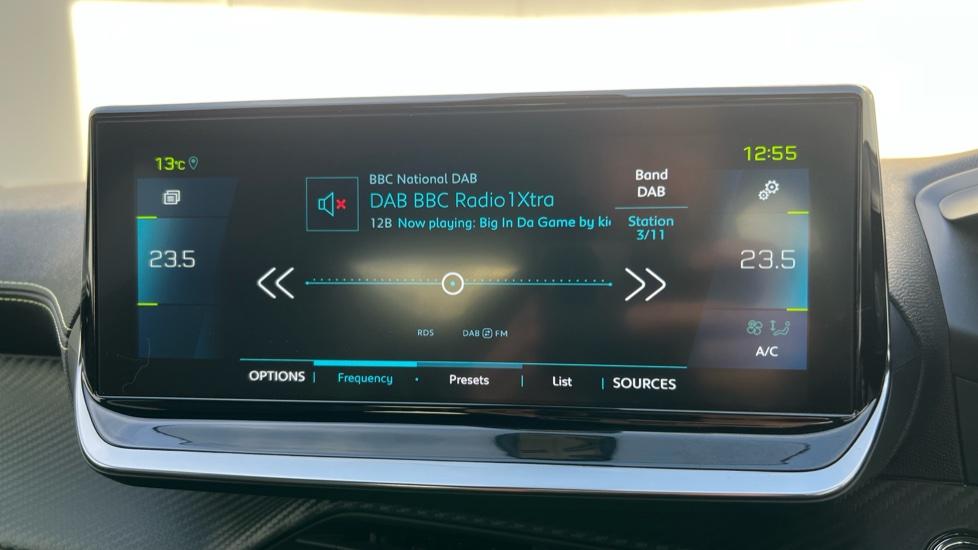 13°C
12:55
BBC National DAB
DAB BBC Radio1Xtra
12B Now playing: Big In Da Game by
Band
DAB
Station
3/11
23.5
23.5
RDS
DAB FM
A/C
OPTIONS | Frequency · Presets | List | SOURCES